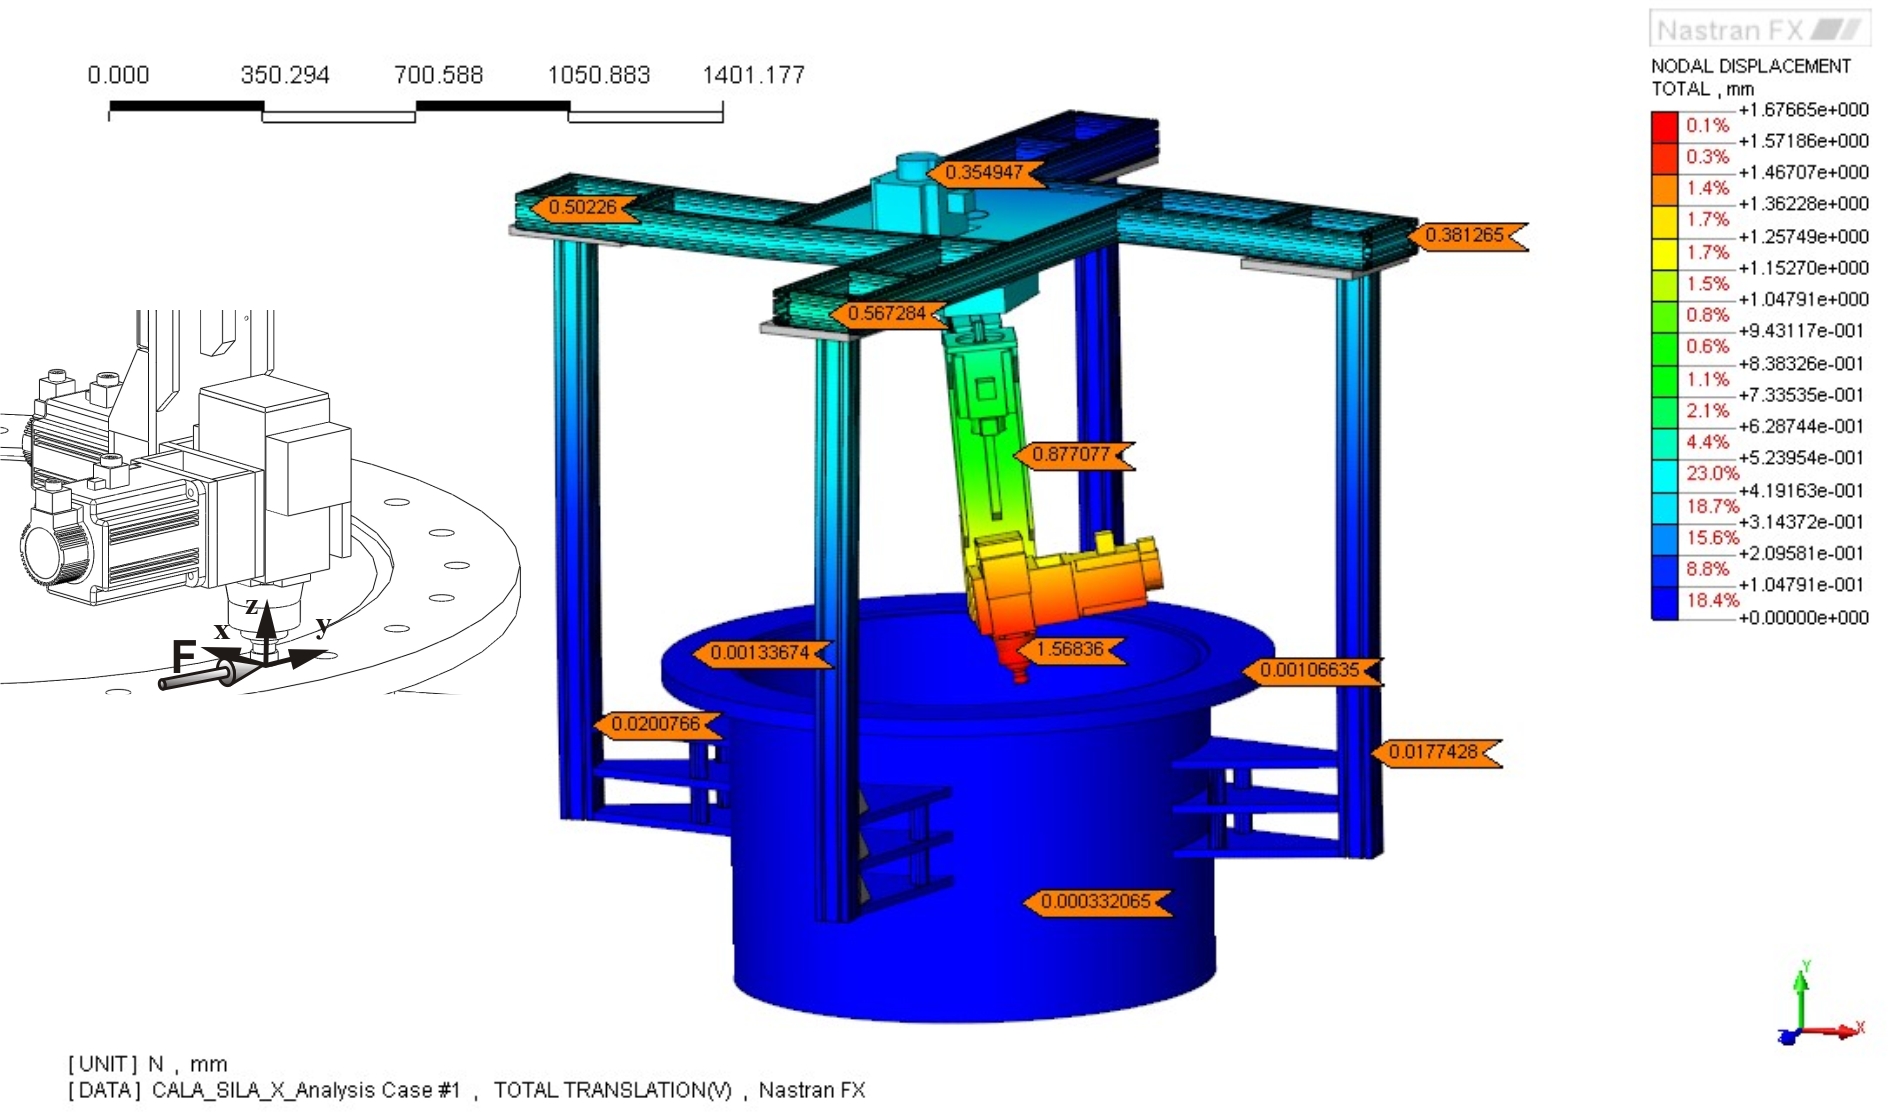 Nastran FX
NODAL DISPLACEMENT
TOTAL , mm
0.000 350.294 700.588 1050.883 1401.177
+1.67665e+000
0.1%
+1.57186e+000
0.3%
+1.46707e+000
1.4%
+1.36228e+000
1.7%
+1.25749e+000
1.7%
+1.15270e+000
1.5%
+1.04791e+000
0.8%
+9.43117e-001
0.6%
+8.38326e-001
1.1%
+7.33535e-001
2.1%
+6.28744e-001
4.4%
+5.23954e-001
23.0%
+4.19163e-001
18.7%
+3.14372e-001
15.6%
+2.09581e-001
8.8%
+1.04791e-001
18.4%
+0.00000e+000
0.354947
0.50226
0.381265
0.567284
0.877077
1.56836
0.00133674
0.00106635
0.0200766
0.0177428
0.000332065
z
x
y
F
Y
X
Z
[UNIT] N , mm
[DATA] CALA_SILA_X_Analysis Case #1 , TOTAL TRANSLATION(V) , Nastran FX